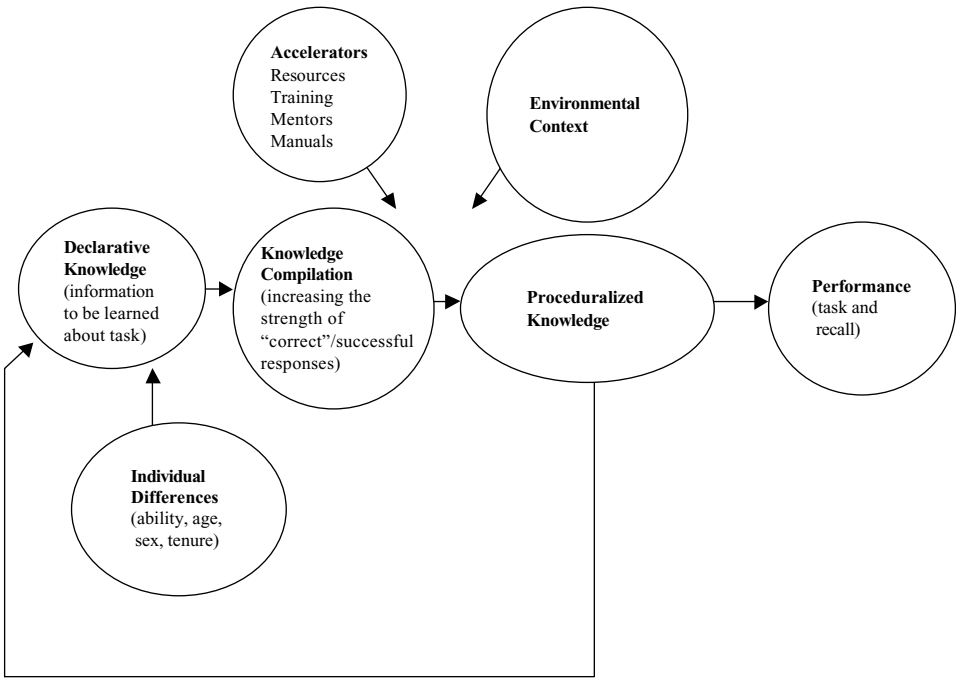 Accelerators
Resources
Training
Mentors
Manuals
Environmental
Context
Declarative
Knowledge
(information
to be learned
about task)
Knowledge
Compilation
(increasing the
strength of
“correct”/successful
responses)
Proceduralized
Knowledge
Performance
(task and
recall)
Individual
Differences
(ability, age,
sex, tenure)